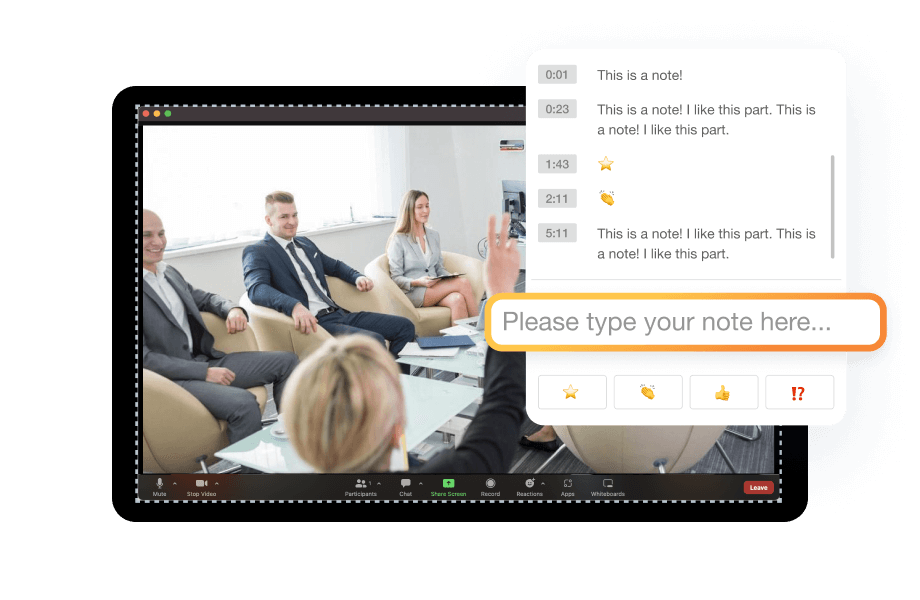 0:01 This is a note!
0:23 This is a note! I like this part. This is
a note! I like this part.
1:43 ⭐
2:11 👏
5:11 This is a note! I like this part. This is
a note! I like this part.
Please type your note here...
⭐ 👏 👍 ⁉
Mute Stop Video Participants 1 Chat Share Screen Record Reactions Apps Whiteboards Leave